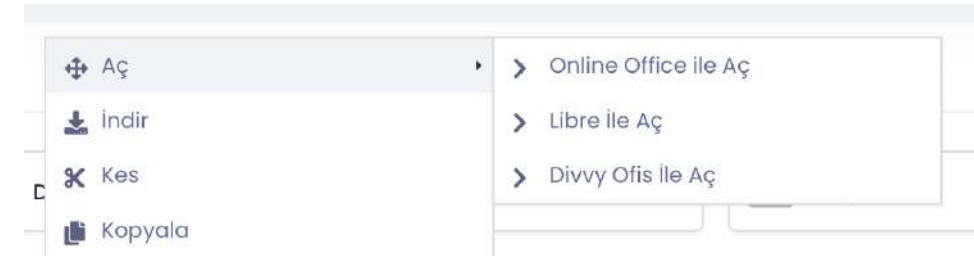 Aç
İndir
Kes
Kopyala
Online Office ile Aç
Libre İle Aç
Divvy Ofis İle Aç
D